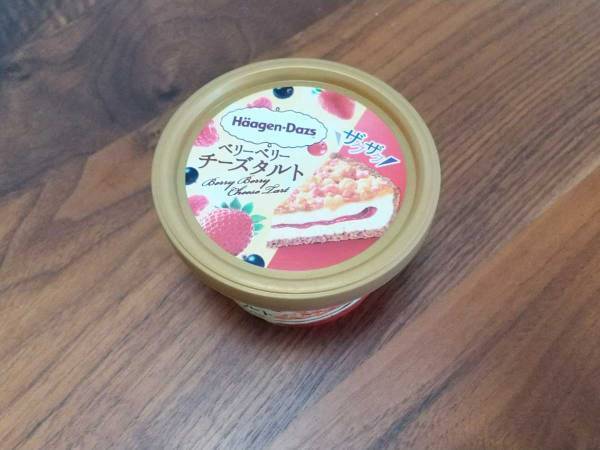 Häagen-Dazs
ベリーベリー
チーズタルト
Berry Berry
Cheese Tart
ザクザク!